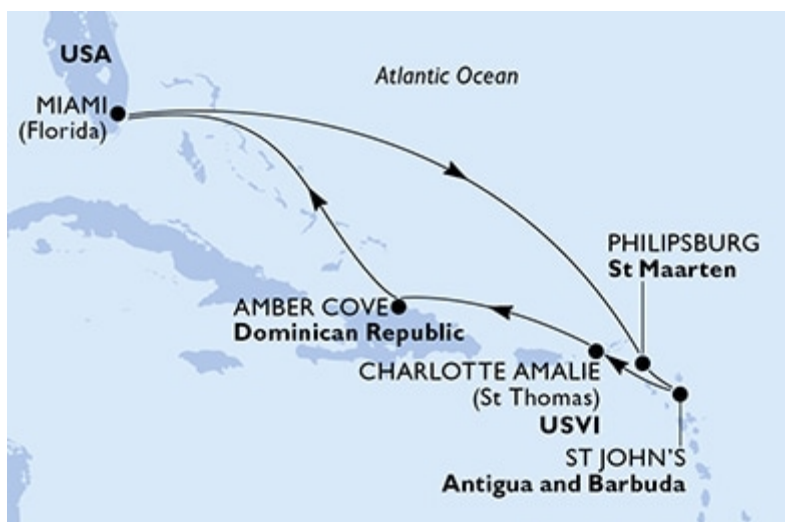 USA
Atlantic Ocean
MIAMI
(Florida)
PHILIPSBURG
St Maarten
AMBER COVE
Dominican Republic
CHARLOTTE AMALIE
(St Thomas)
USVI
ST JOHN'S
Antigua and Barbuda